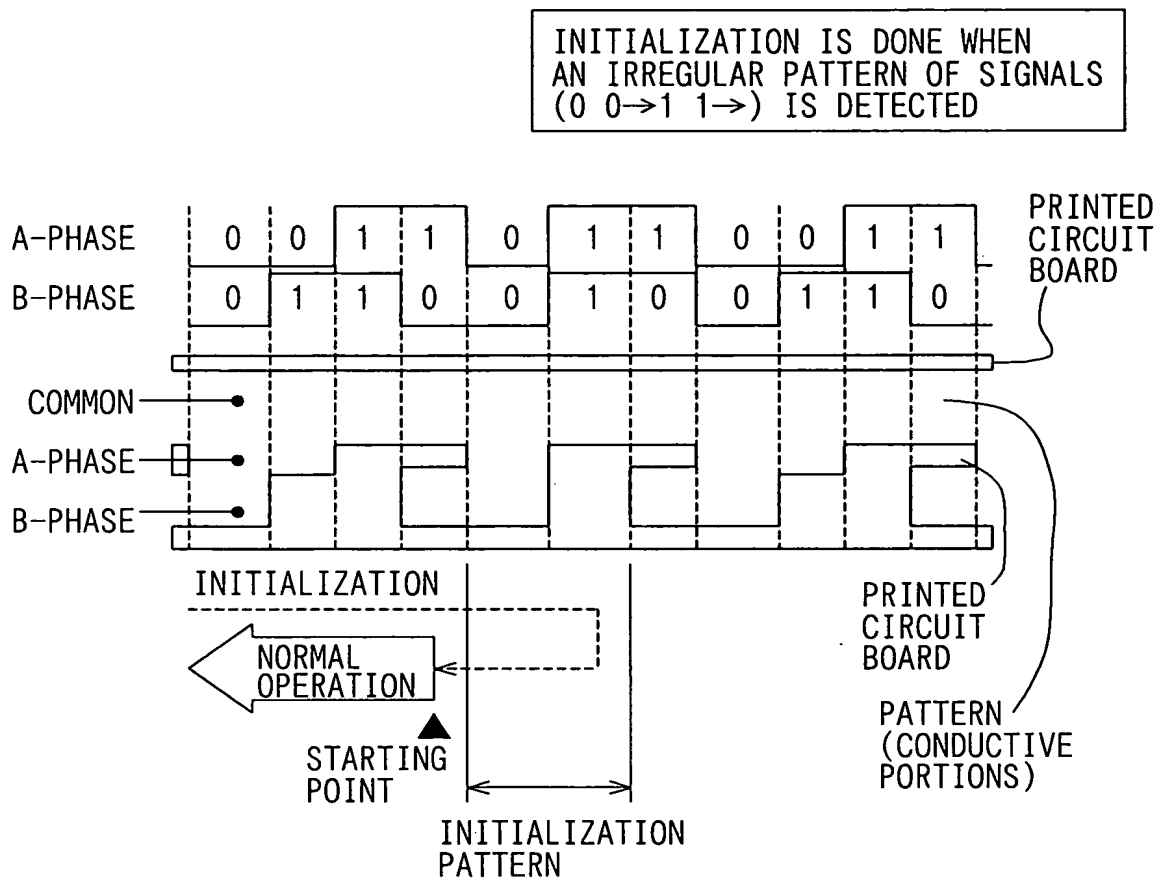 INITIALIZATION IS DONE WHEN
AN IRREGULAR PATTERN OF SIGNALS
(0 0→1 1→) IS DETECTED
PRINTED
CIRCUIT
BOARD
A-PHASE 0 0 1 1 0 1 1 0 0 1 1
B-PHASE 0 1 1 0 0 1 0 0 1 1 0
COMMON
A-PHASE
B-PHASE
INITIALIZATION
NORMAL
OPERATION
STARTING
POINT
INITIALIZATION
PATTERN
PRINTED
CIRCUIT
BOARD
PATTERN
(CONDUCTIVE
PORTIONS)